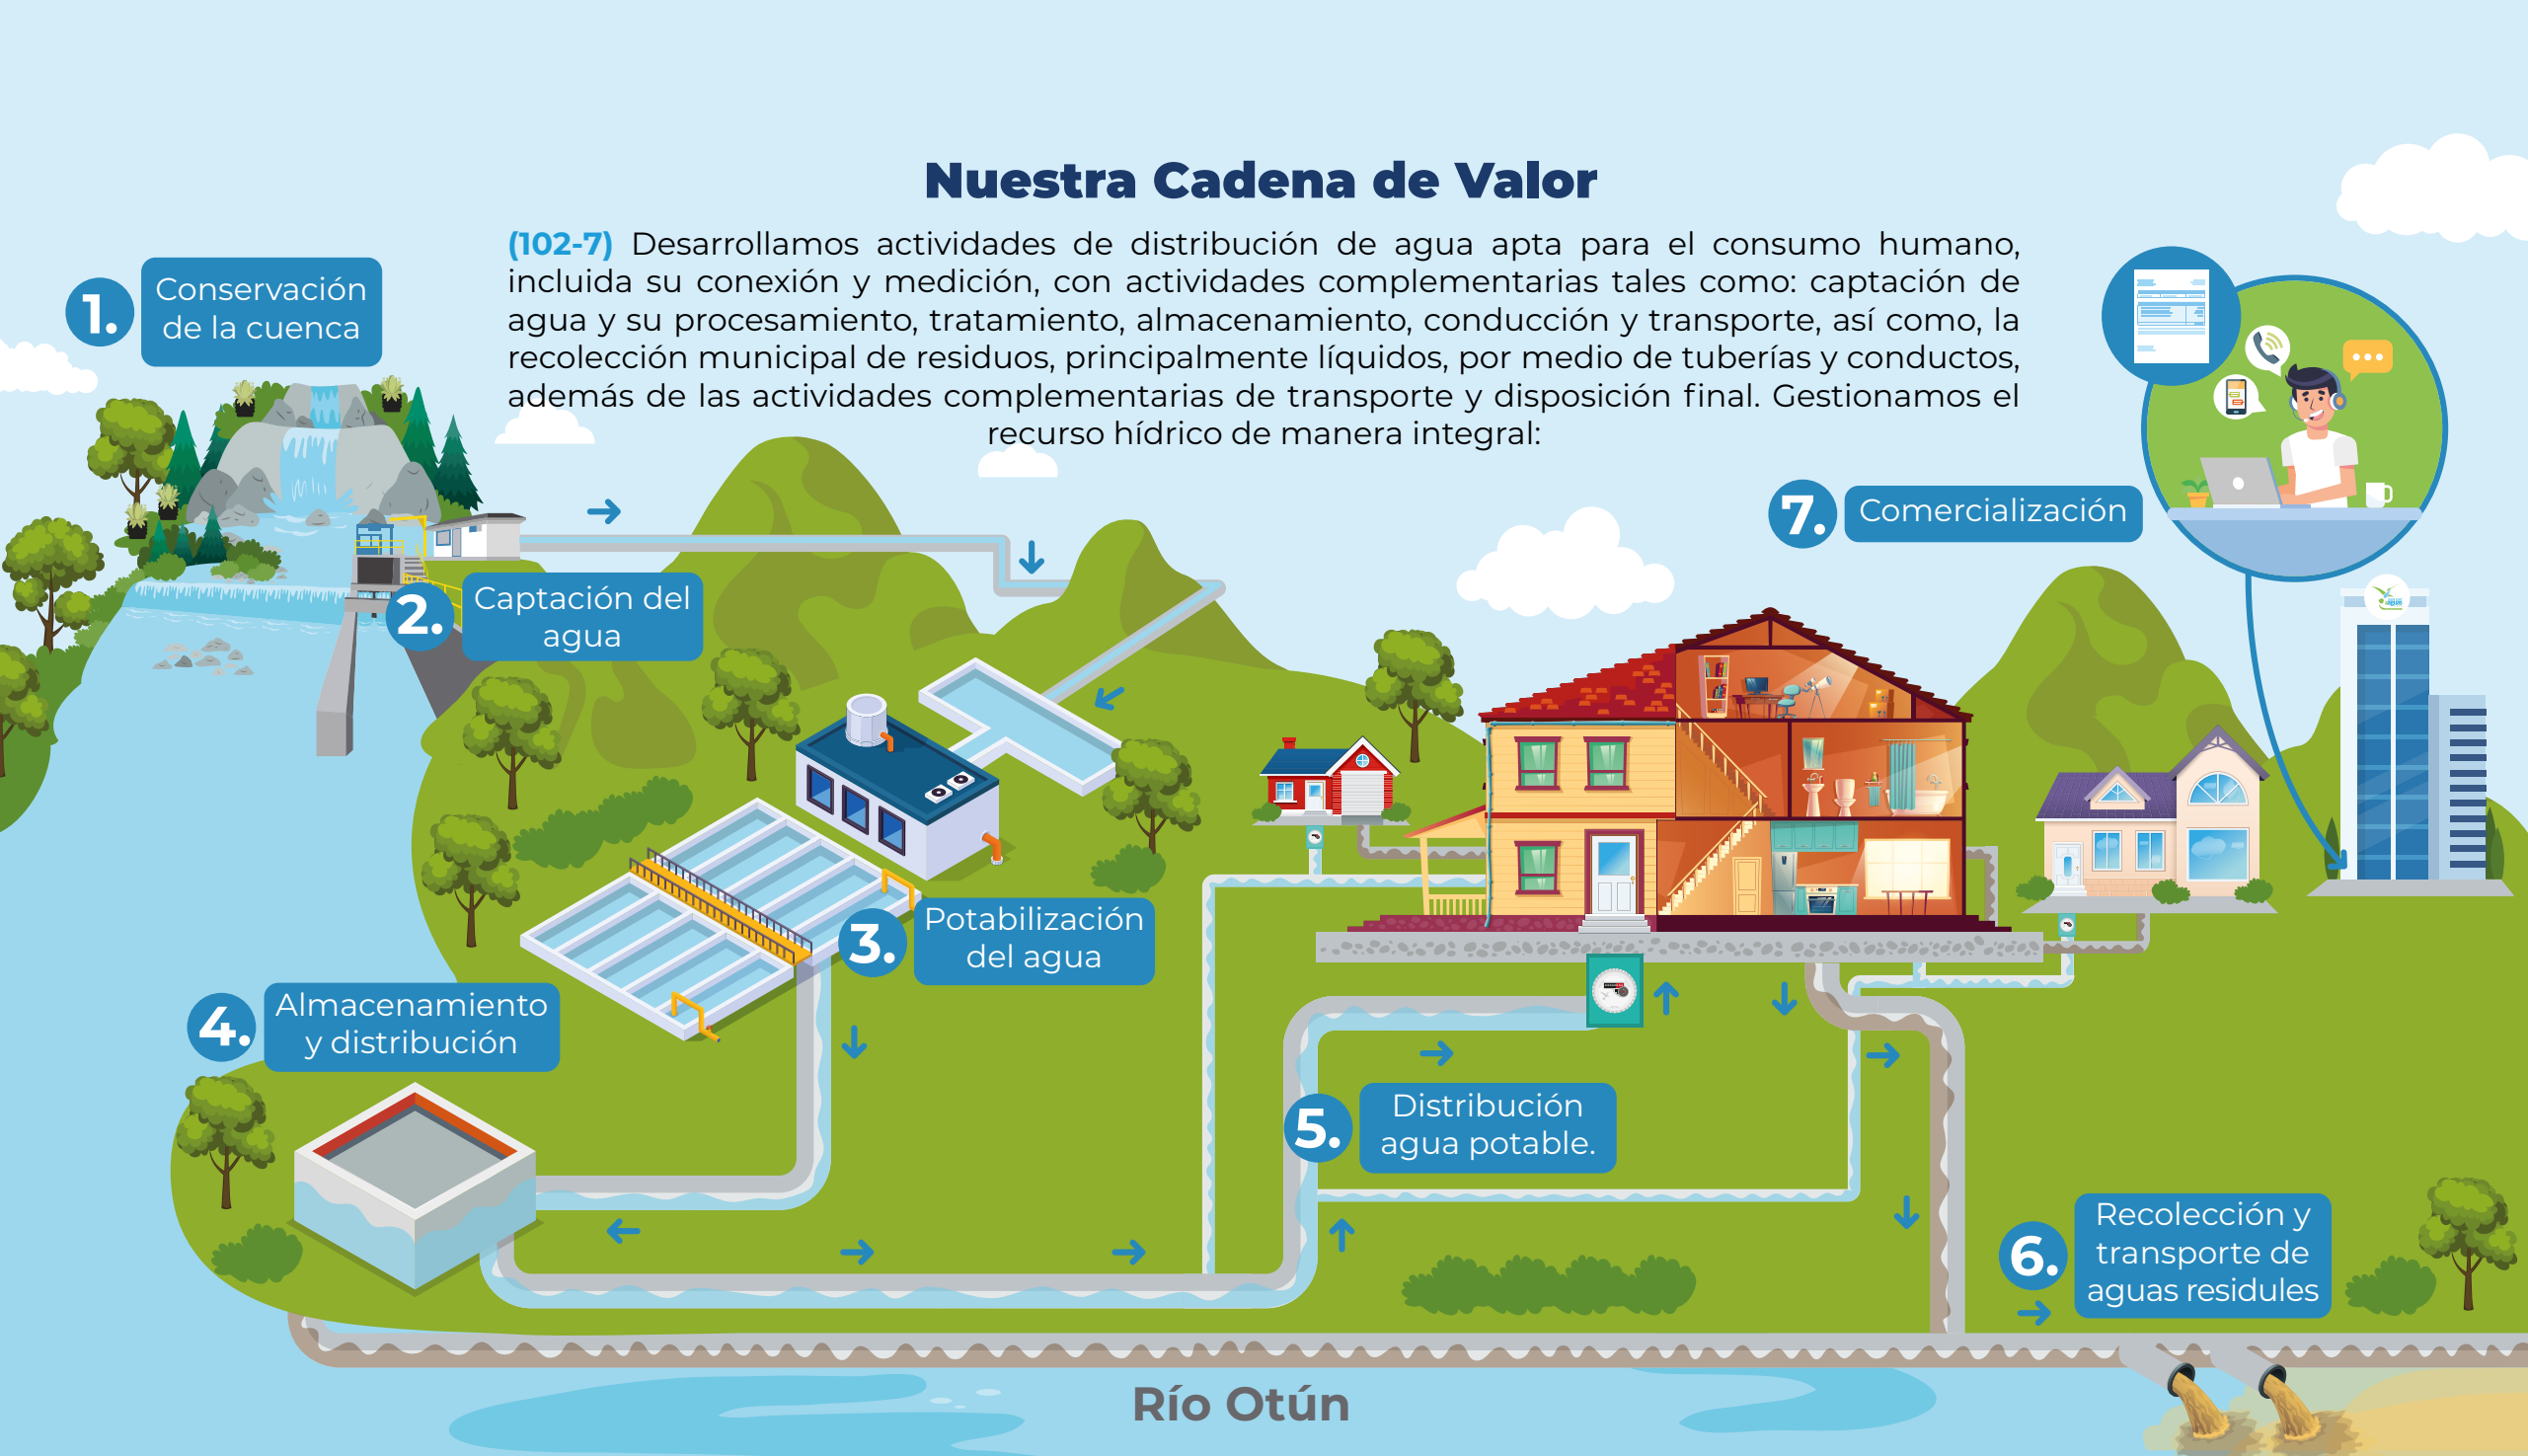 Nuestra Cadena de Valor
(102-7) Desarrollamos actividades de distribución de agua apta para el consumo humano,
incluida su conexión y medición, con actividades complementarias tales como: captación de
agua y su procesamiento, tratamiento, almacenamiento, conducción y transporte, así como, la
recolección municipal de residuos, principalmente líquidos, por medio de tuberías y conductos,
además de las actividades complementarias de transporte y disposición final. Gestionamos el
recurso hídrico de manera integral:
1.
Conservación
de la cuenca
2.
Captación del
agua
3.
Potabilización
del agua
4.
Almacenamiento
y distribución
5.
Distribución
agua potable.
6.
Recolección y
transporte de
aguas residules
7.
Comercialización
Río Otún